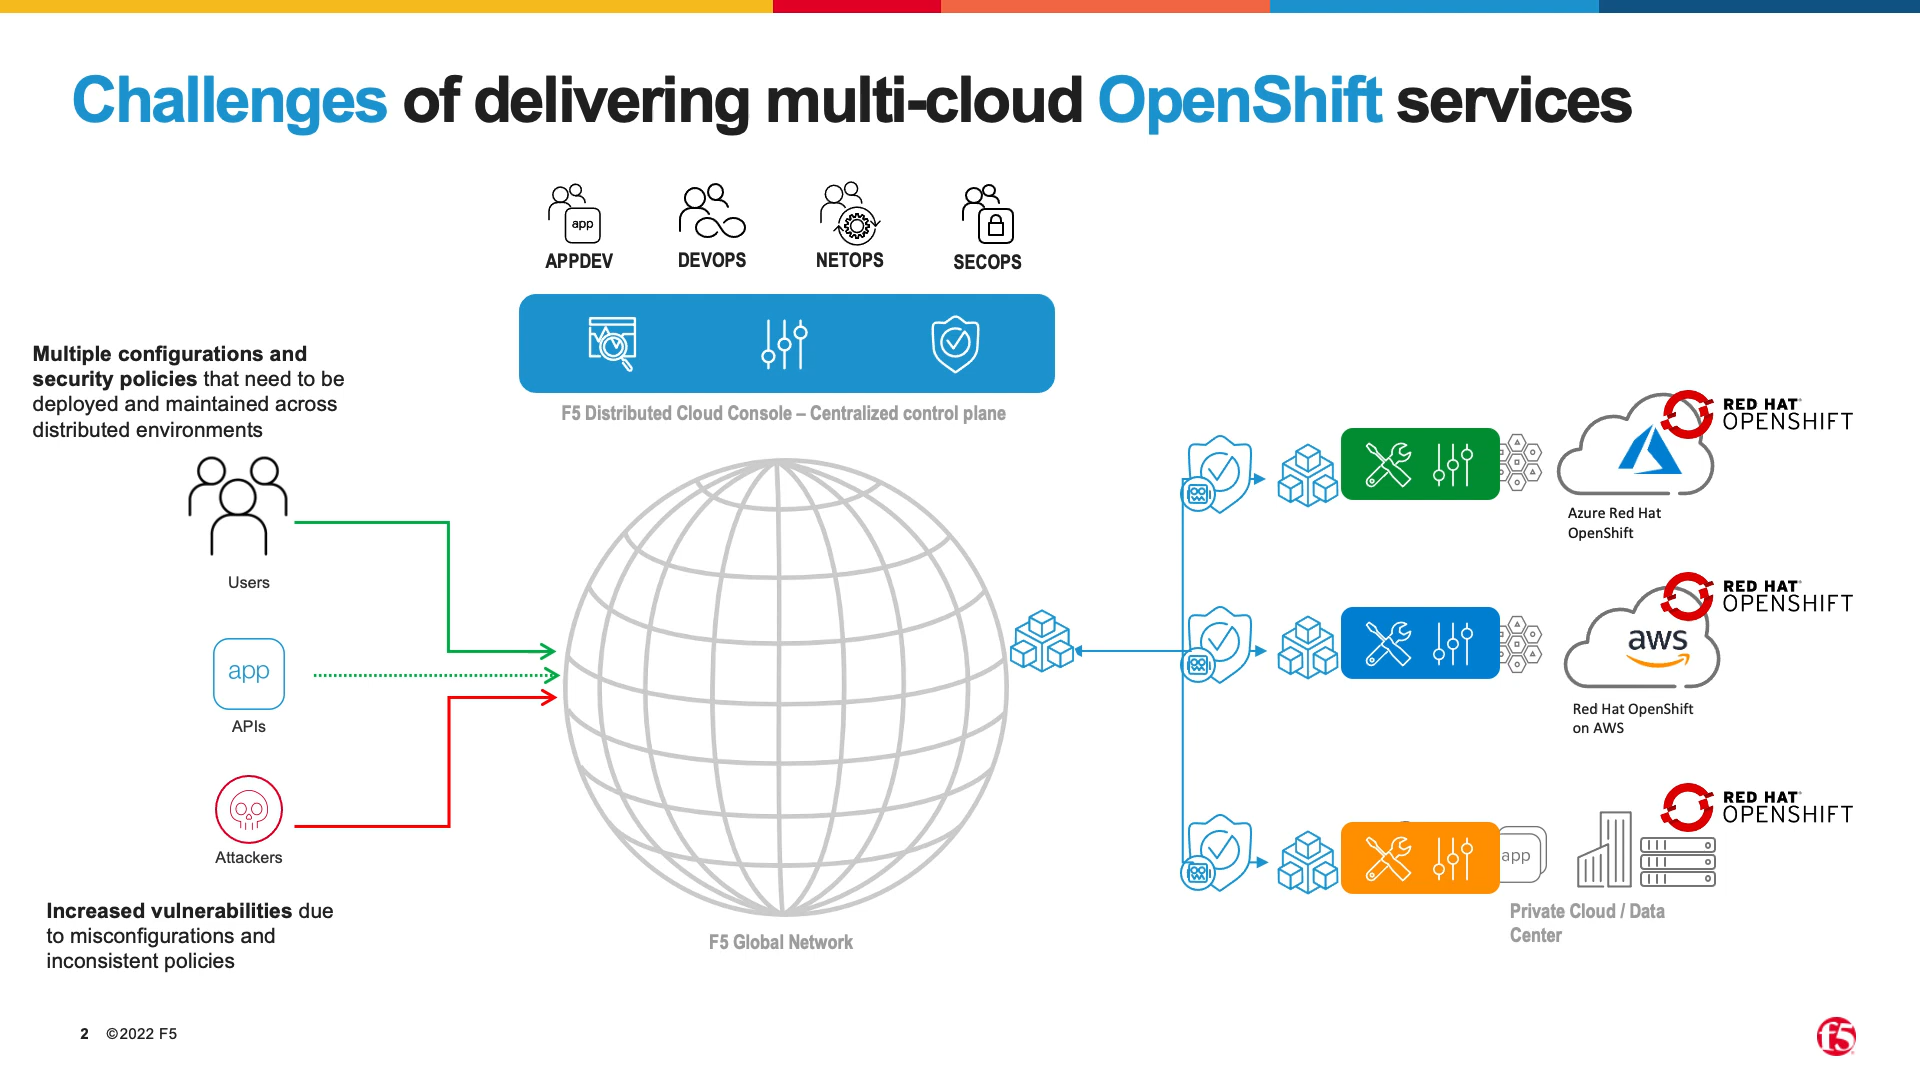 Challenges of delivering multi-cloud OpenShift services
app
APPDEV
DEVOPS
NETOPS
SECOPS
F5 Distributed Cloud Console – Centralized control plane
Multiple configurations and
security policies that need to be
deployed and maintained across
distributed environments
Users
app
APIs
Attackers
Increased vulnerabilities due
to misconfigurations and
inconsistent policies
F5 Global Network
RED HAT®
OPENSHIFT
Azure Red Hat
OpenShift
RED HAT®
OPENSHIFT
aws
Red Hat OpenShift
on AWS
RED HAT®
OPENSHIFT
app
Private Cloud / Data
Center
2 ©2022 F5
f5